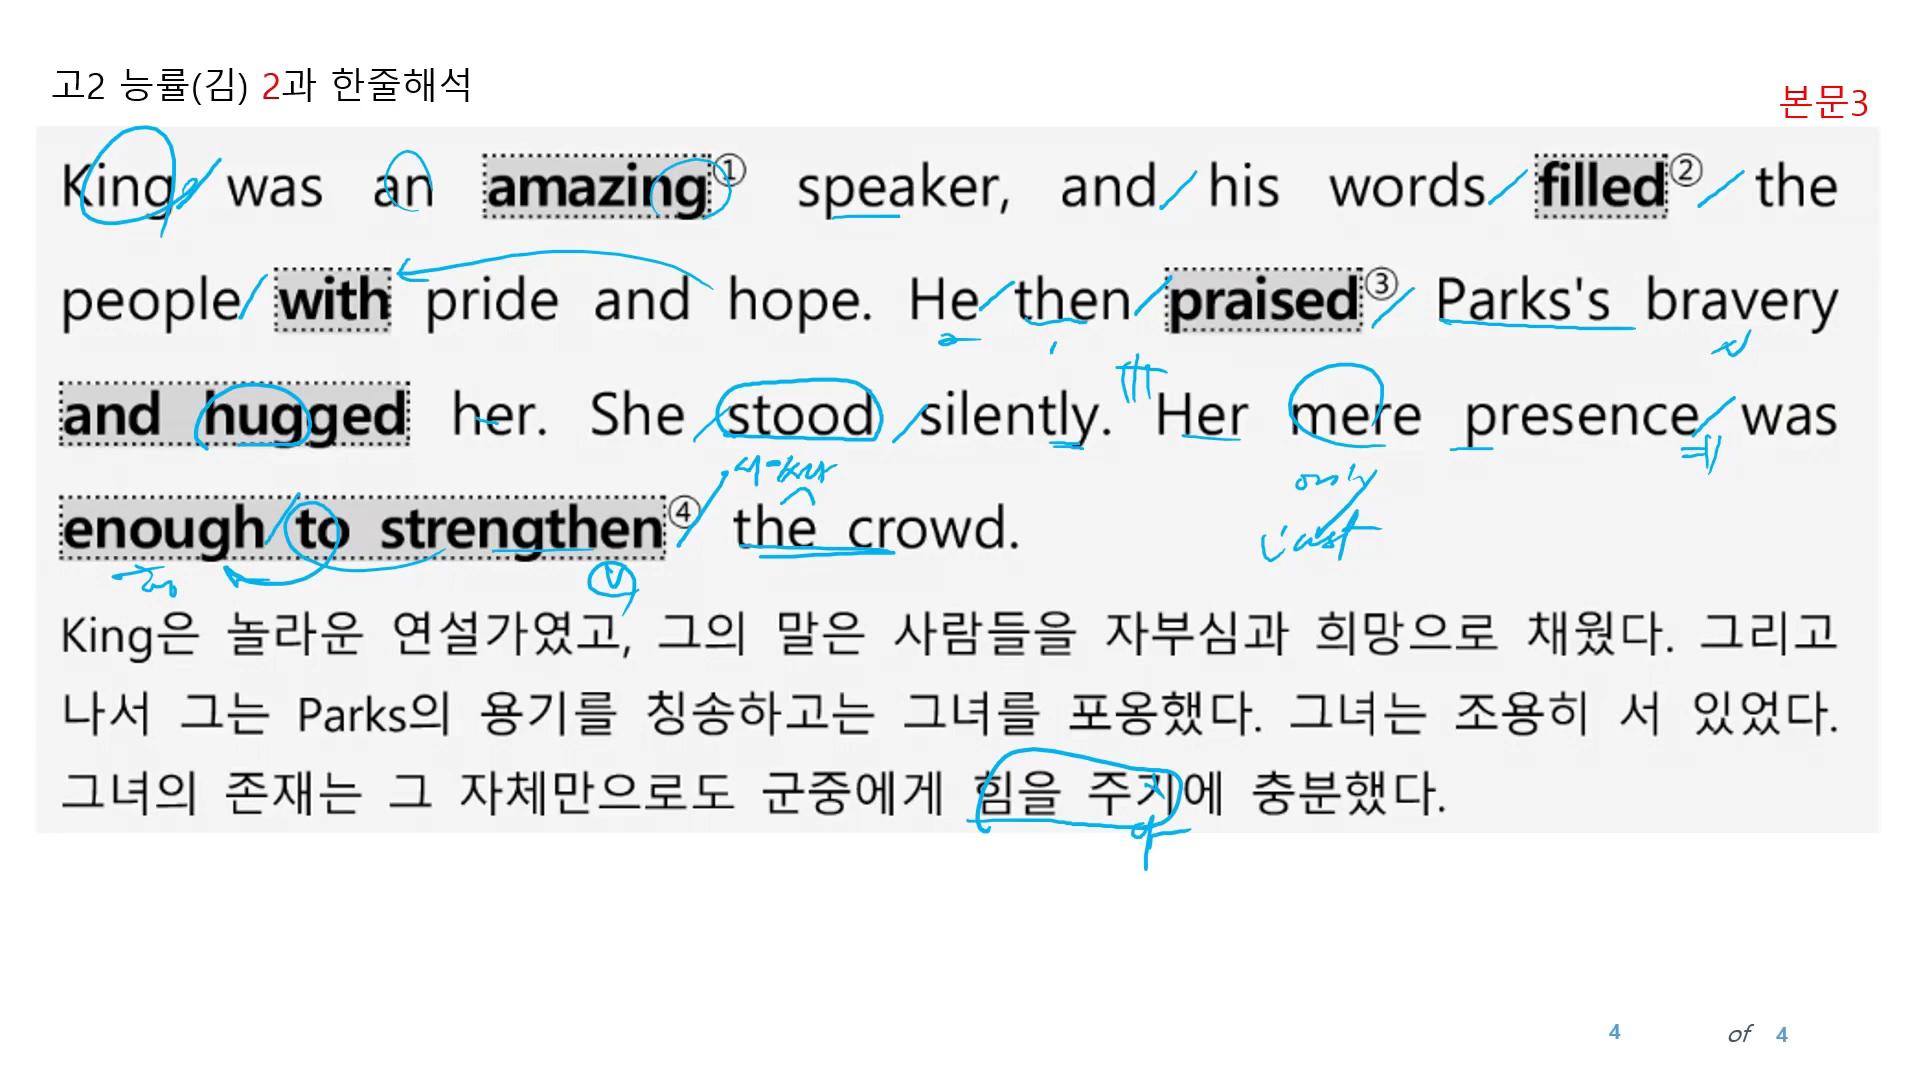 고2 능률(김) 2과 한줄해석
본문3
King was an amazing① speaker, and his words filled② the
people with pride and hope. He then praised③ Parks's bravery
and hugged her. She stood silently. Her mere presence was
only
just
enough to strengthen④ the crowd.
V
King은 놀라운 연설가였고, 그의 말은 사람들을 자부심과 희망으로 채웠다. 그리고
나서 그는 Parks의 용기를 칭송하고는 그녀를 포옹했다. 그녀는 조용히 서 있었다.
그녀의 존재는 그 자체만으로도 군중에게 힘을 주기에 충분했다.
4 of 4